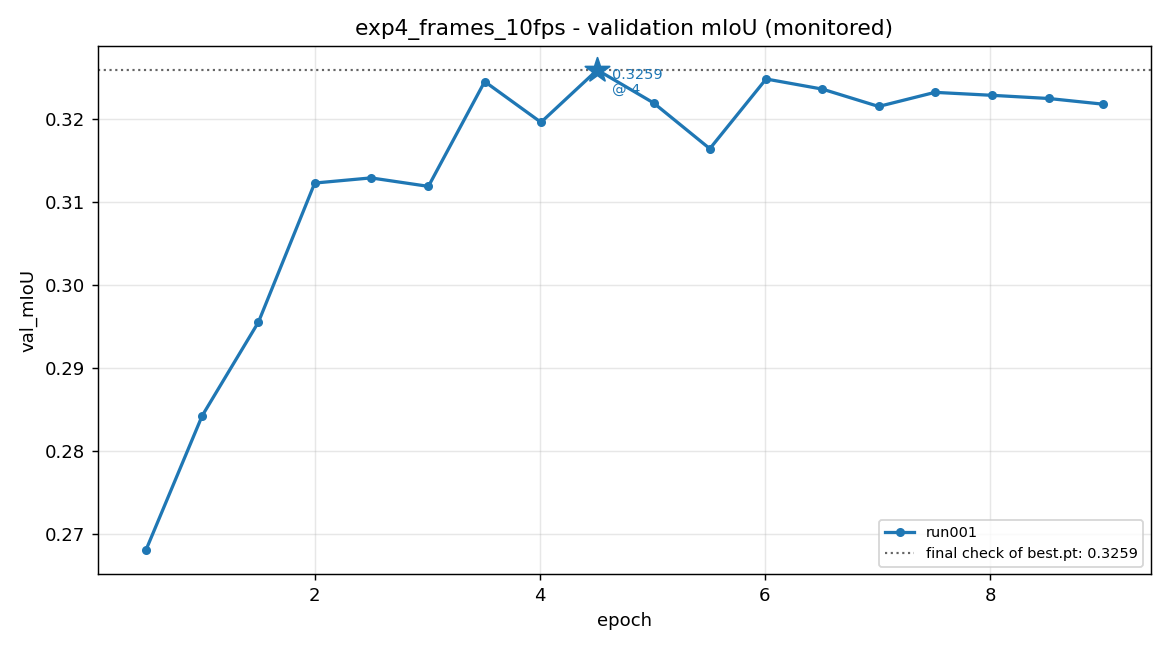 exp4_frames_10fps - validation mIoU (monitored)
0.3259
@ 4
val_mIoU
0.32
0.31
0.30
0.29
0.28
0.27
run001
final check of best.pt: 0.3259
2
4
6
8
epoch